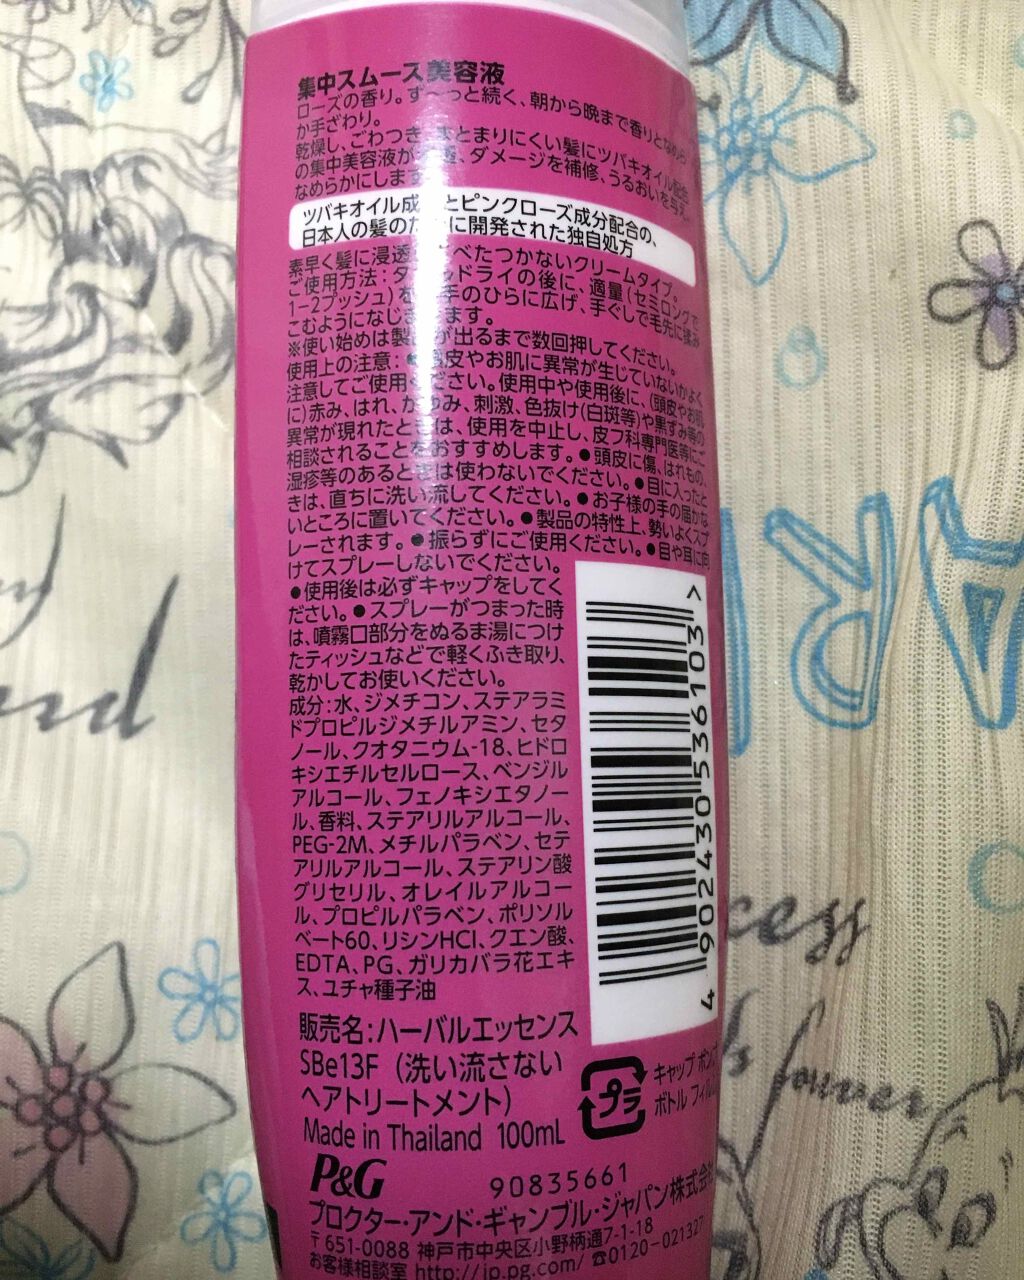 集中スムース美容液
ローズの香り。ず〜っと続く、朝から晩まで香りとなめら
か手ざわり。
乾燥し、ごわつき、まとまりにくい髪にツバキオイル配合
の集中美容液が 、ダメージを補修、うるおいを与え、
なめらかにします
ツバキオイル成 とピンクローズ成分配合の、
日本人の髪のために開発された独自処方
素早く髪に浸透 べたつかないクリームタイプ。
ご使用方法:タ ドライの後に、適量(セミロングで
1−2プッシュ)を 手のひらに広げ、手ぐしで毛先に揉み
こむようになじ ます。
※使い始めは製 が出るまで数回押してください。
使用上の注意:●頭皮やお肌に異常が生じていないかよく
注意してご使用ください。使用中や使用後に、(頭皮やお肌
に)赤み、はれ、かゆみ、刺激、色抜け(白斑等)や黒ずみ等の
異常が現れたときは、使用を中止し、皮フ科専門医等にご
相談されることをおすすめします。●頭皮に傷、はれもの、
湿疹等のあるときは使わないでください。●目に入ったと
きは、直ちに洗い流してください。●お子様の手の届かな
いところに置いてください。●製品の特性上、勢いよくスプ
レーされます。●振らずにご使用ください。●目や耳に向
けてスプレーしないでください。
●使用後は必ずキャップをしてく
ださい。●スプレーがつまった時
は、噴霧口部分をぬるま湯につけ
たティッシュなどで軽くふき取り、
乾かしてお使いください。
成分:水、ジメチコン、ステアラミ
ドプロピルジメチルアミン、セタ
ノール、クオタニウム-18、ヒドロ
キシエチルセルロース、ベンジル
アルコール、フェノキシエタノー
ル、香料、ステアリルアルコール、
PEG-2M、メチルパラベン、セテ
アリルアルコール、ステアリン酸
グリセリル、オレイルアルコー
ル、プロピルパラベン、ポリソル
ベート60、リシンHCl、クエン酸、
EDTA、PG、ガリカバラ花エキ
ス、ユチャ種子油
4 902430 536103 >
販売名:ハーバルエッセンス
SBe13F (洗い流さない
ヘアトリートメント)
Made in Thailand 100mL
プラ
キャップ ポンプ
ボトル フィルム
P&G
90835661
プロクター・アンド・ギャンブル・ジャパン株式会社
〒651-0088 神戸市中央区小野柄通7-1-18
お客様相談室 http://jp.pg.com/ ☎0120-021327
cess
forever